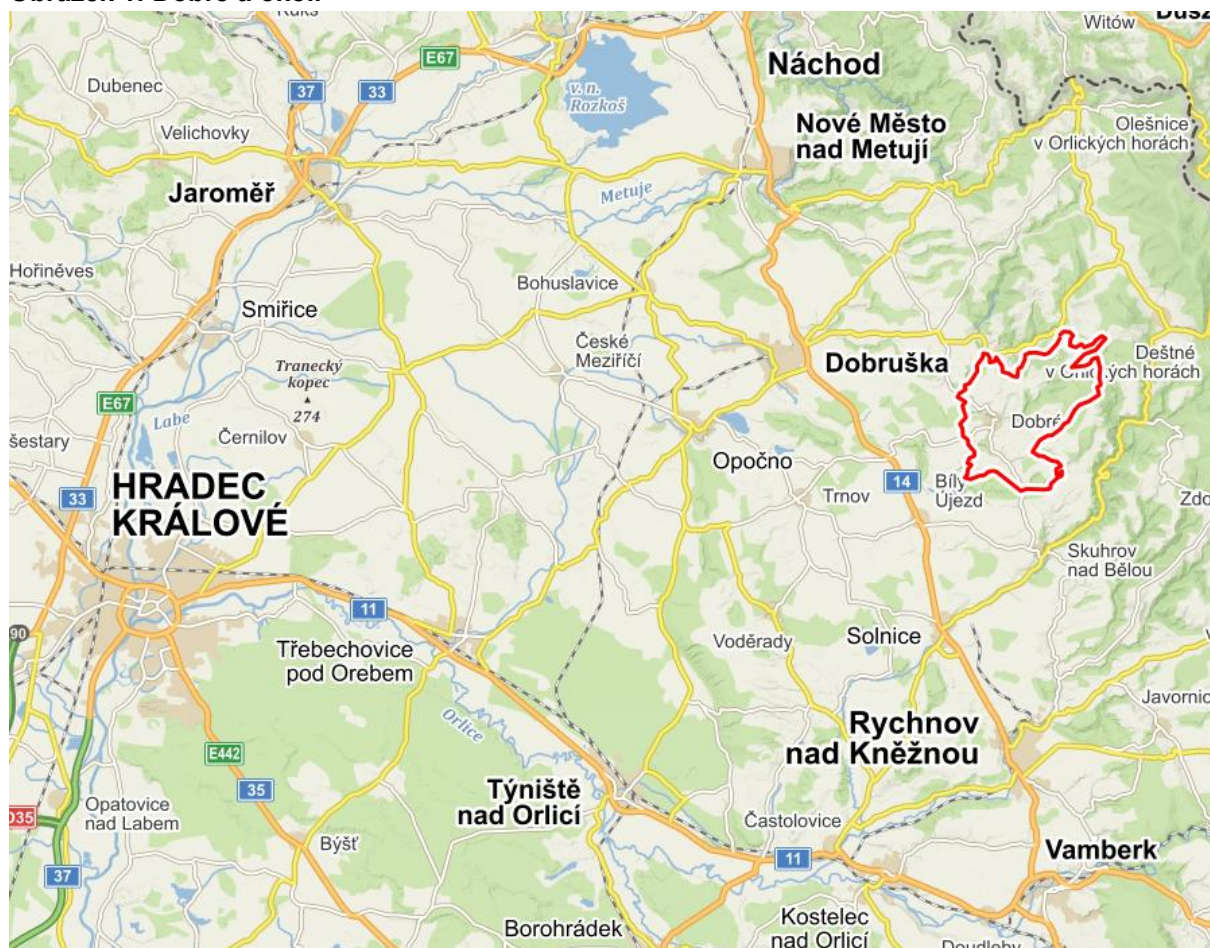 Witów
Náchod
v. n.
Rozkoš
E67
37
33
Dubenec
Velichovky
Nové Město
nad Metují
Olešnice
v Orlických horách
Jaroměř
Metuje
Hořiněves
Bohuslavice
Smiřice
České
Meziříčí
Dobruška
Deštné
v Orlických horách
Tranecký
kopec
274
E67
Labe
Černilov
Dobré
Opočno
HRADEC
KRÁLOVÉ
33
14
Trnov
Újezd
Skuhrov
nad Bělou
11
Třebechovice
pod Orebem
Voděrady
Solnice
Orlice
Rychnov
nad Kněžnou
E442
35
Týniště
nad Orlicí
D35
Opatovice
nad Labem
Býšť
Častolovice
11
Vamberk
37
Borohrádek
Kostelec
nad Orlicí